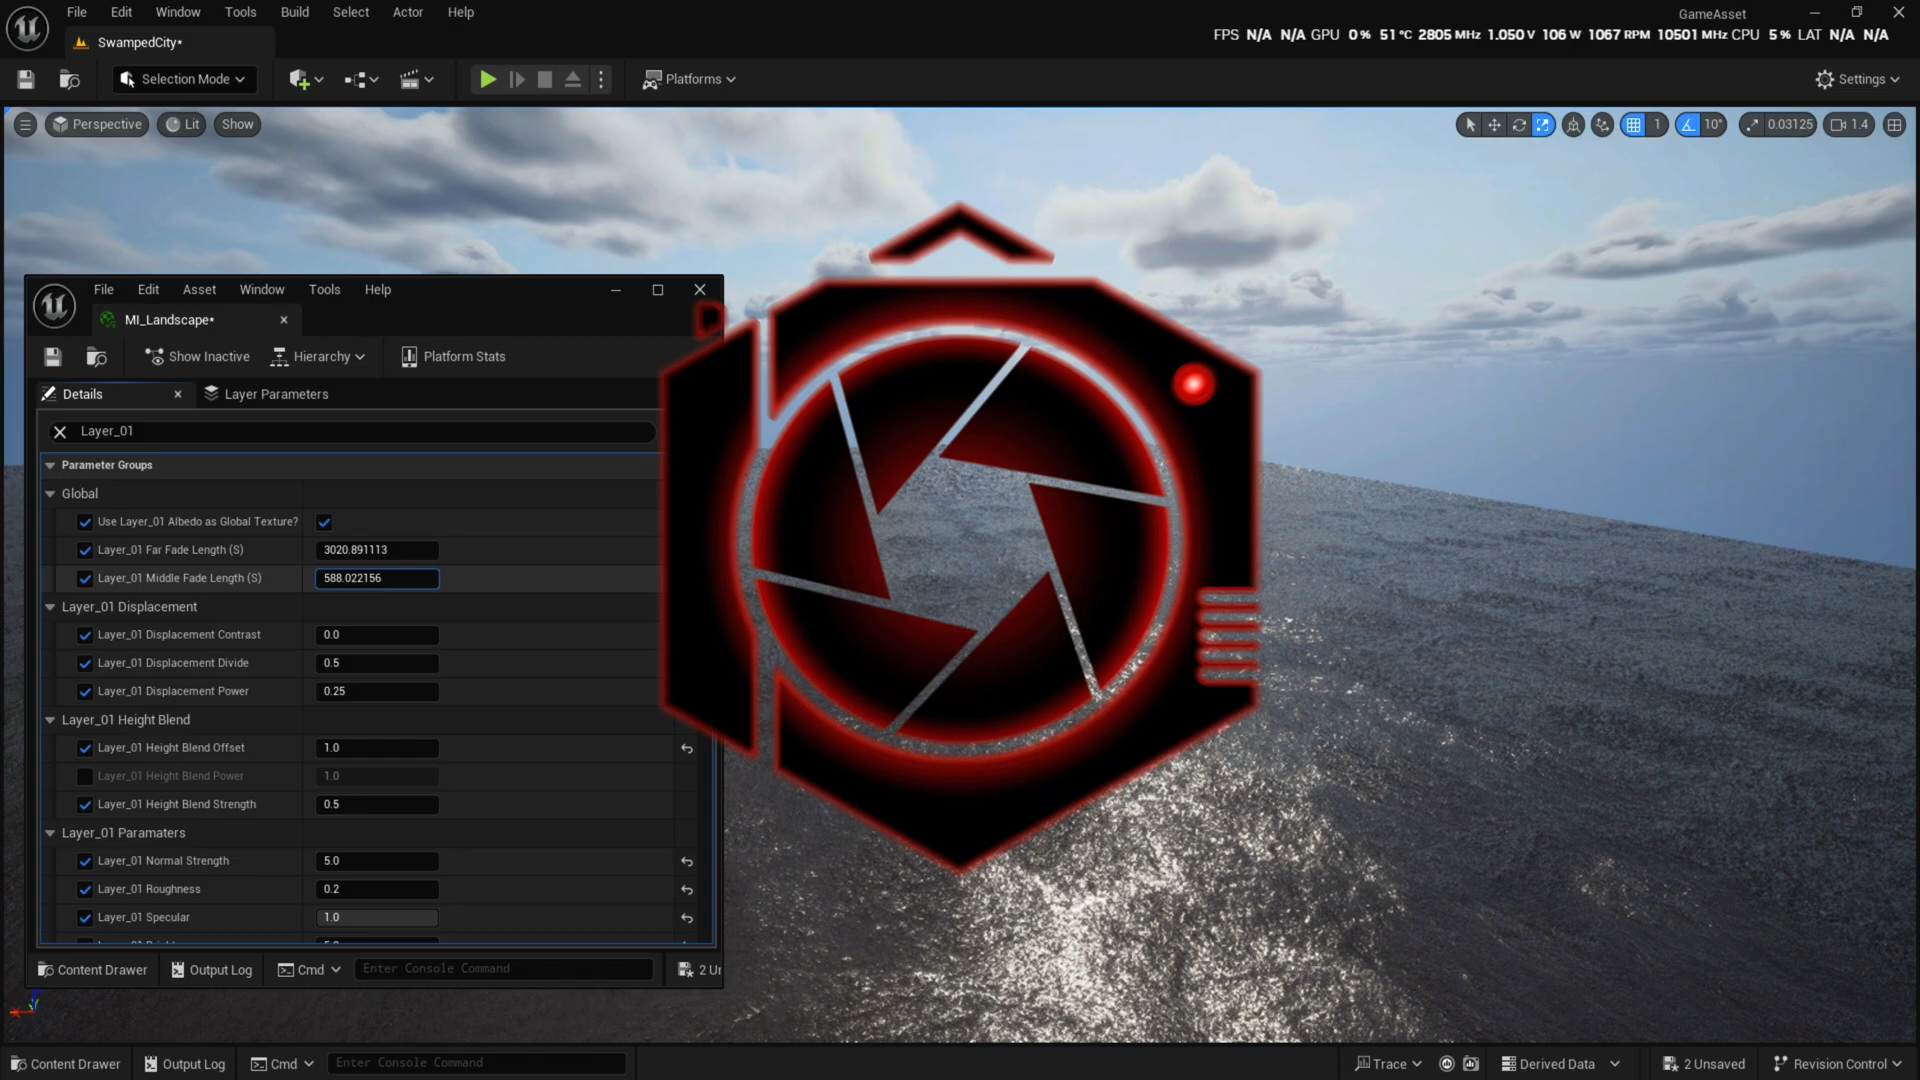 File Edit Window Tools Build Select Actor Help
GameAsset
SwampedCity*
FPS N/A N/A GPU 0% 51°C 2805 MHz 1.050 V 106 W 1067 RPM 10501 MHz CPU 5% LAT N/A N/A
Selection Mode
Platforms
Settings
Perspective Lit Show
1 10° 0.03125 1.4
File Edit Asset Window Tools Help
MI_Landscape*
Show Inactive Hierarchy Platform Stats
Details Layer Parameters
Layer_01
Parameter Groups
Global
Use Layer_01 Albedo as Global Texture?
Layer_01 Far Fade Length (S) 3020.891113
Layer_01 Middle Fade Length (S) 588.022156
Layer_01 Displacement
Layer_01 Displacement Contrast 0.0
Layer_01 Displacement Divide 0.5
Layer_01 Displacement Power 0.25
Layer_01 Height Blend
Layer_01 Height Blend Offset 1.0
Layer_01 Height Blend Power 1.0
Layer_01 Height Blend Strength 0.5
Layer_01 Paramaters
Layer_01 Normal Strength 5.0
Layer_01 Roughness 0.2
Layer_01 Specular 1.0
Content Drawer Output Log Cmd Enter Console Command 2 Un
Content Drawer Output Log Cmd Enter Console Command Trace Derived Data 2 Unsaved Revision Control